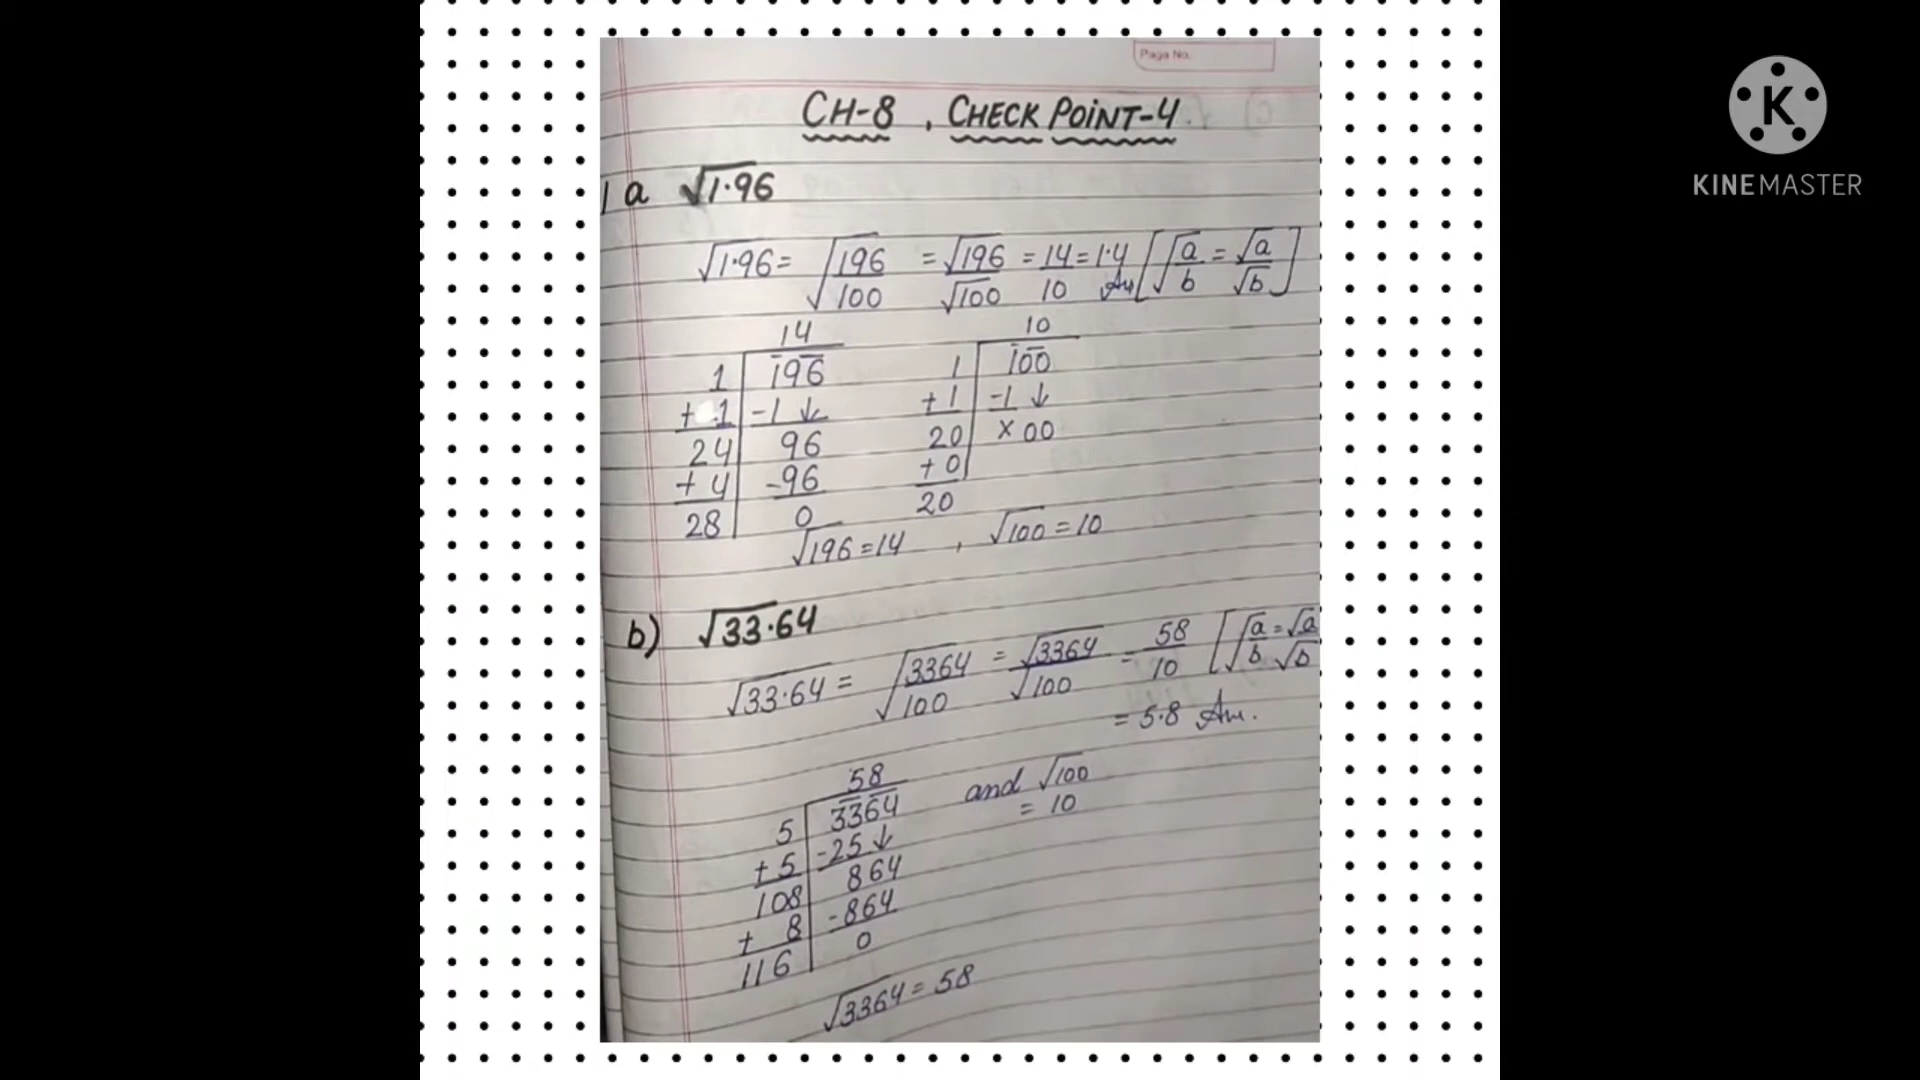 Page No.
CH-8 , CHECK POINT-4
1 a √1·96
√1·96 = √196/100 = √196/√100 = 14/10 = 1·4 Ans [√a/b = √a/√b]
14 10
1 196 1 100
+ 1 -1 ↓ + 1 -1 ↓
24 96 20 × 00
+ 4 -96 + 0
28 0 20
√196 = 14 , √100 = 10
b) √33·64
√33·64 = √3364/100 = √3364/√100 = 58/10 [√a/b = √a/√b
= 5·8 Ans.
58 and √100
5 3364 = 10
+ 5 -25 ↓
108 864
+ 8 -864
116 0
√3364 = 58
K
KINEMASTER